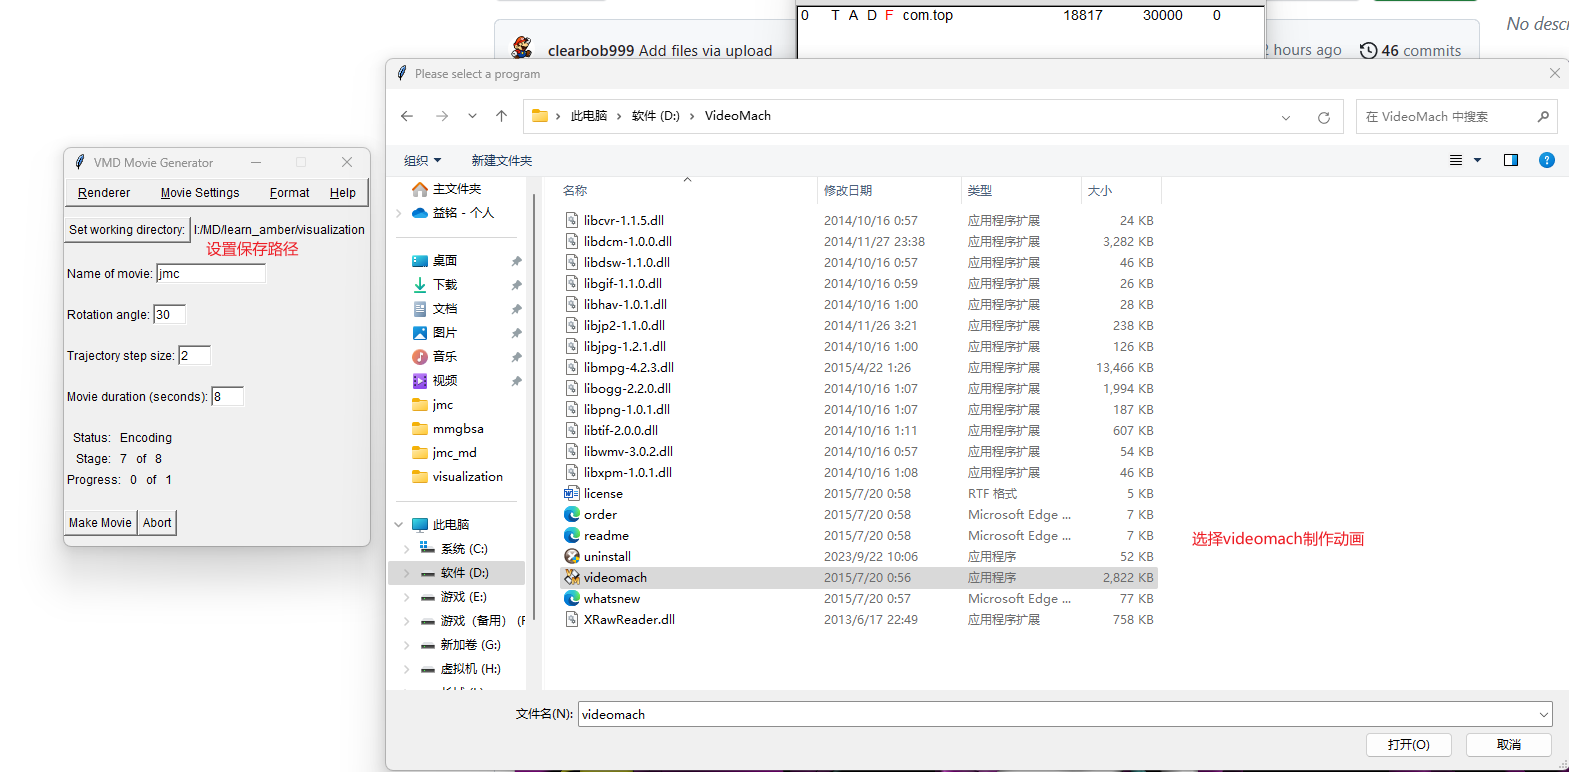 No descr
0 T A D F com.top 18817 30000 0
clearbob999 Add files via upload
2 hours ago 46 commits
Please select a program
此电脑 › 软件 (D:) › VideoMach
在 VideoMach 中搜索
组织 新建文件夹
VMD Movie Generator
Renderer Movie Settings Format Help
Set working directory: I:/MD/learn_amber/visualization
设置保存路径
Name of movie: jmc
Rotation angle: 30
Trajectory step size: 2
Movie duration (seconds): 8
Status: Encoding
Stage: 7 of 8
Progress: 0 of 1
Make Movie Abort
主文件夹
益铭 - 个人
桌面
下载
文档
图片
音乐
视频
jmc
mmgbsa
jmc_md
visualization
此电脑
系统 (C:)
软件 (D:)
游戏 (E:)
游戏（备用） (F
新加卷 (G:)
虚拟机 (H:)
名称 修改日期 类型 大小
libcvr-1.1.5.dll 2014/10/16 0:57 应用程序扩展 24 KB
libdcm-1.0.0.dll 2014/11/27 23:38 应用程序扩展 3,282 KB
libdsw-1.1.0.dll 2014/10/16 0:57 应用程序扩展 46 KB
libgif-1.1.0.dll 2014/10/16 0:59 应用程序扩展 26 KB
libhav-1.0.1.dll 2014/10/16 1:00 应用程序扩展 28 KB
libjp2-1.1.0.dll 2014/11/26 3:21 应用程序扩展 238 KB
libjpg-1.2.1.dll 2014/10/16 1:00 应用程序扩展 126 KB
libmpg-4.2.3.dll 2015/4/22 1:26 应用程序扩展 13,466 KB
libogg-2.2.0.dll 2014/10/16 1:07 应用程序扩展 1,994 KB
libpng-1.0.1.dll 2014/10/16 1:07 应用程序扩展 187 KB
libtif-2.0.0.dll 2014/10/16 1:11 应用程序扩展 607 KB
libwmv-3.0.2.dll 2014/10/16 0:57 应用程序扩展 54 KB
libxpm-1.0.1.dll 2014/10/16 1:08 应用程序扩展 46 KB
license 2015/7/20 0:58 RTF 格式 5 KB
order 2015/7/20 0:58 Microsoft Edge ... 7 KB
readme 2015/7/20 0:58 Microsoft Edge ... 7 KB
uninstall 2023/9/22 10:06 应用程序 52 KB
videomach 2015/7/20 0:56 应用程序 2,822 KB
whatsnew 2015/7/20 0:57 Microsoft Edge ... 77 KB
XRawReader.dll 2013/6/17 22:49 应用程序扩展 758 KB
选择videomach制作动画
文件名(N): videomach
打开(O) 取消